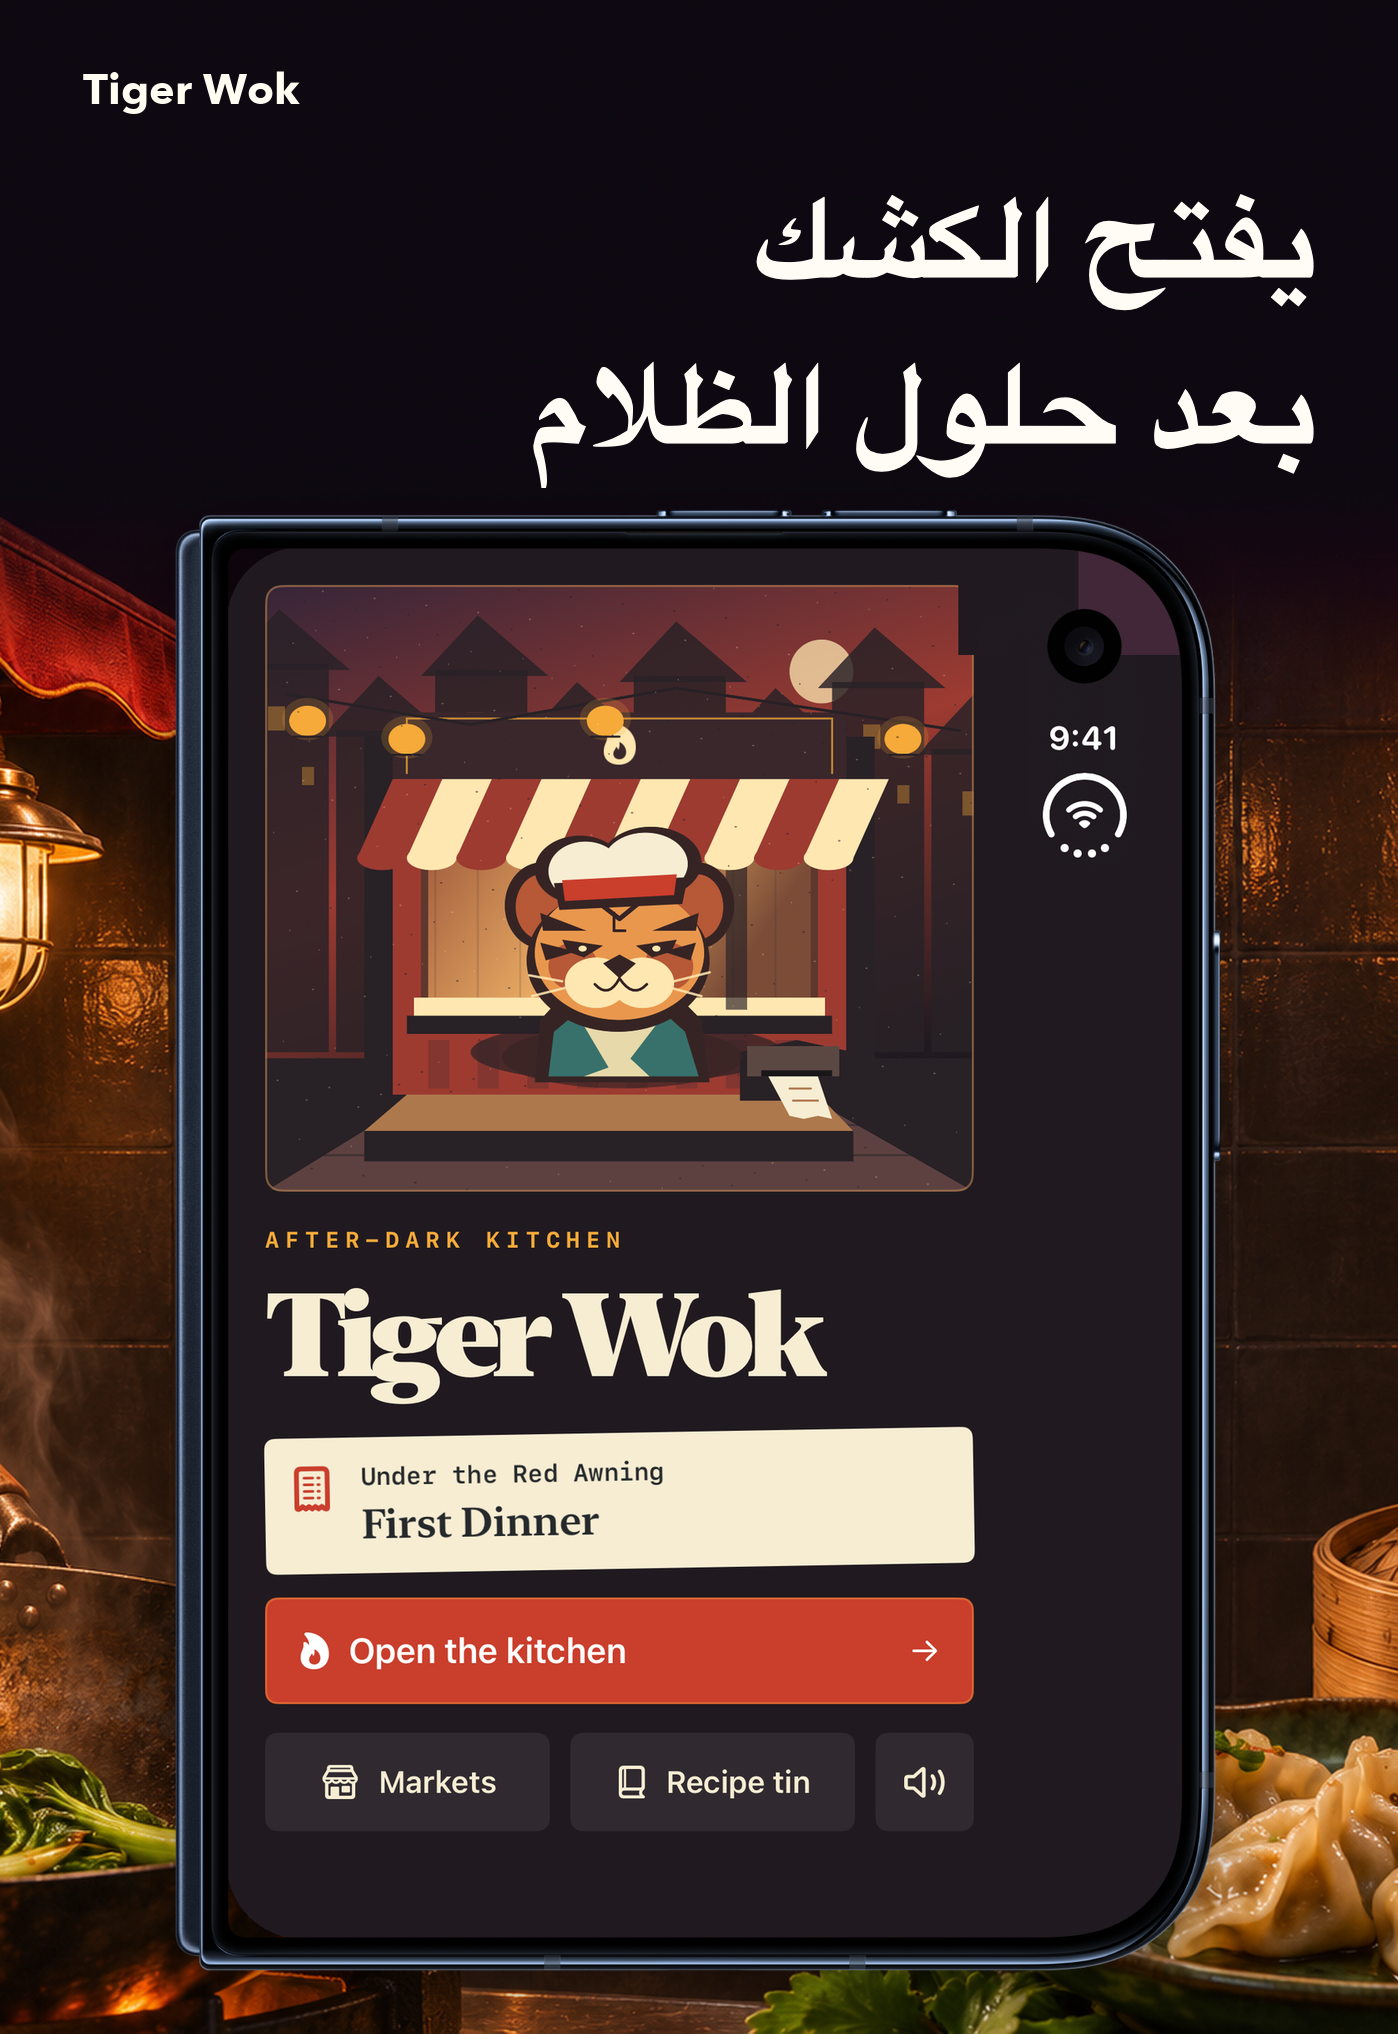 Tiger Wok
يفتح الكشك
بعد حلول الظلام
9:41
AFTER-DARK KITCHEN
Tiger Wok
Under the Red Awning
First Dinner
Open the kitchen
Markets
Recipe tin